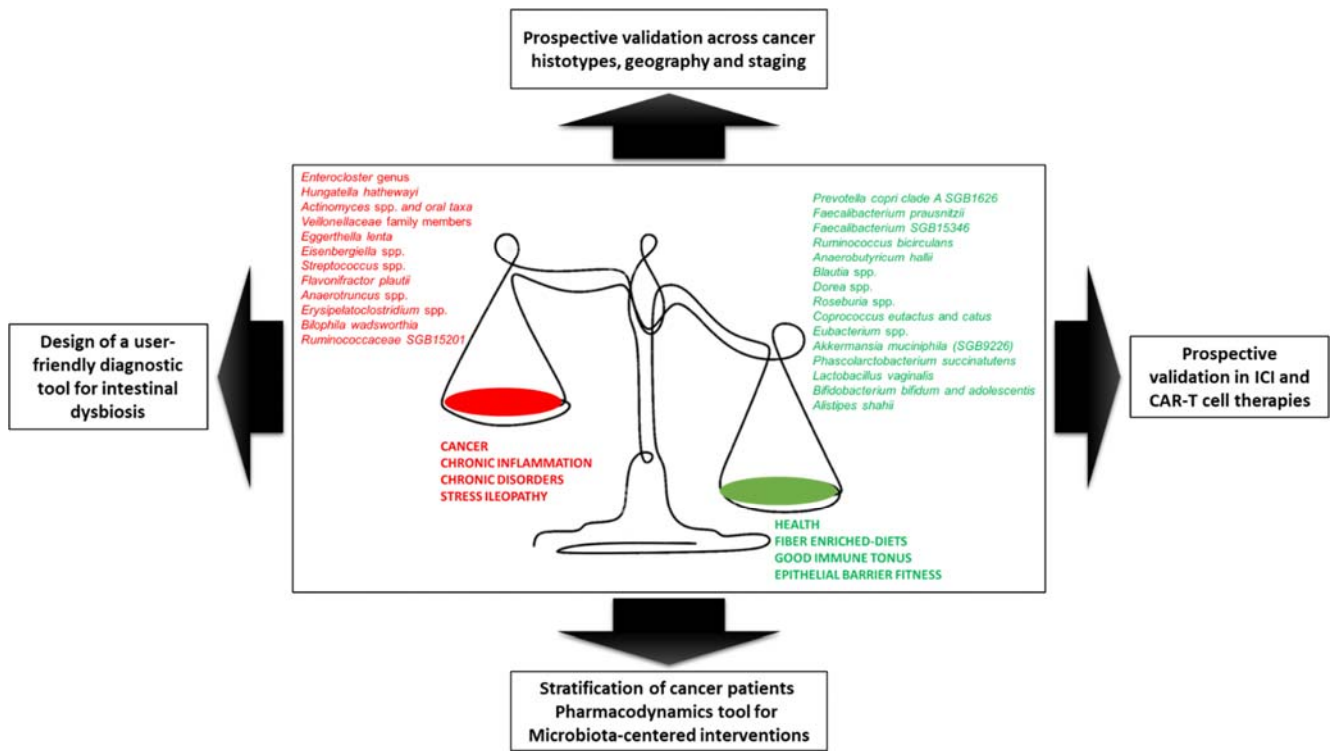 Prospective validation across cancer
histotypes, geography and staging
Enterocloster genus
Hungatella hathewayi
Actinomyces spp. and oral taxa
Veillonellaceae family members
Eggerthella lenta
Eisenbergiella spp.
Streptococcus spp.
Flavonifractor plautii
Anaerotruncus spp.
Erysipelatoclostridium spp.
Bilophila wadsworthia
Ruminococcaceae SGB15201
CANCER
CHRONIC INFLAMMATION
CHRONIC DISORDERS
STRESS ILEOPATHY
Prevotella copri clade A SGB1626
Faecalibacterium prausnitzii
Faecalibacterium SGB15346
Ruminococcus bicirculans
Anaerobutyricum hallii
Blautia spp.
Dorea spp.
Roseburia spp.
Coprococcus eutactus and catus
Eubacterium spp.
Akkermansia muciniphila (SGB9226)
Phascolarctobacterium succinatutens
Lactobacillus vaginalis
Bifidobacterium bifidum and adolescentis
Alistipes shahii
HEALTH
FIBER ENRICHED-DIETS
GOOD IMMUNE TONUS
EPITHELIAL BARRIER FITNESS
Design of a user-
friendly diagnostic
tool for intestinal
dysbiosis
Prospective
validation in ICI and
CAR-T cell therapies
Stratification of cancer patients
Pharmacodynamics tool for
Microbiota-centered interventions